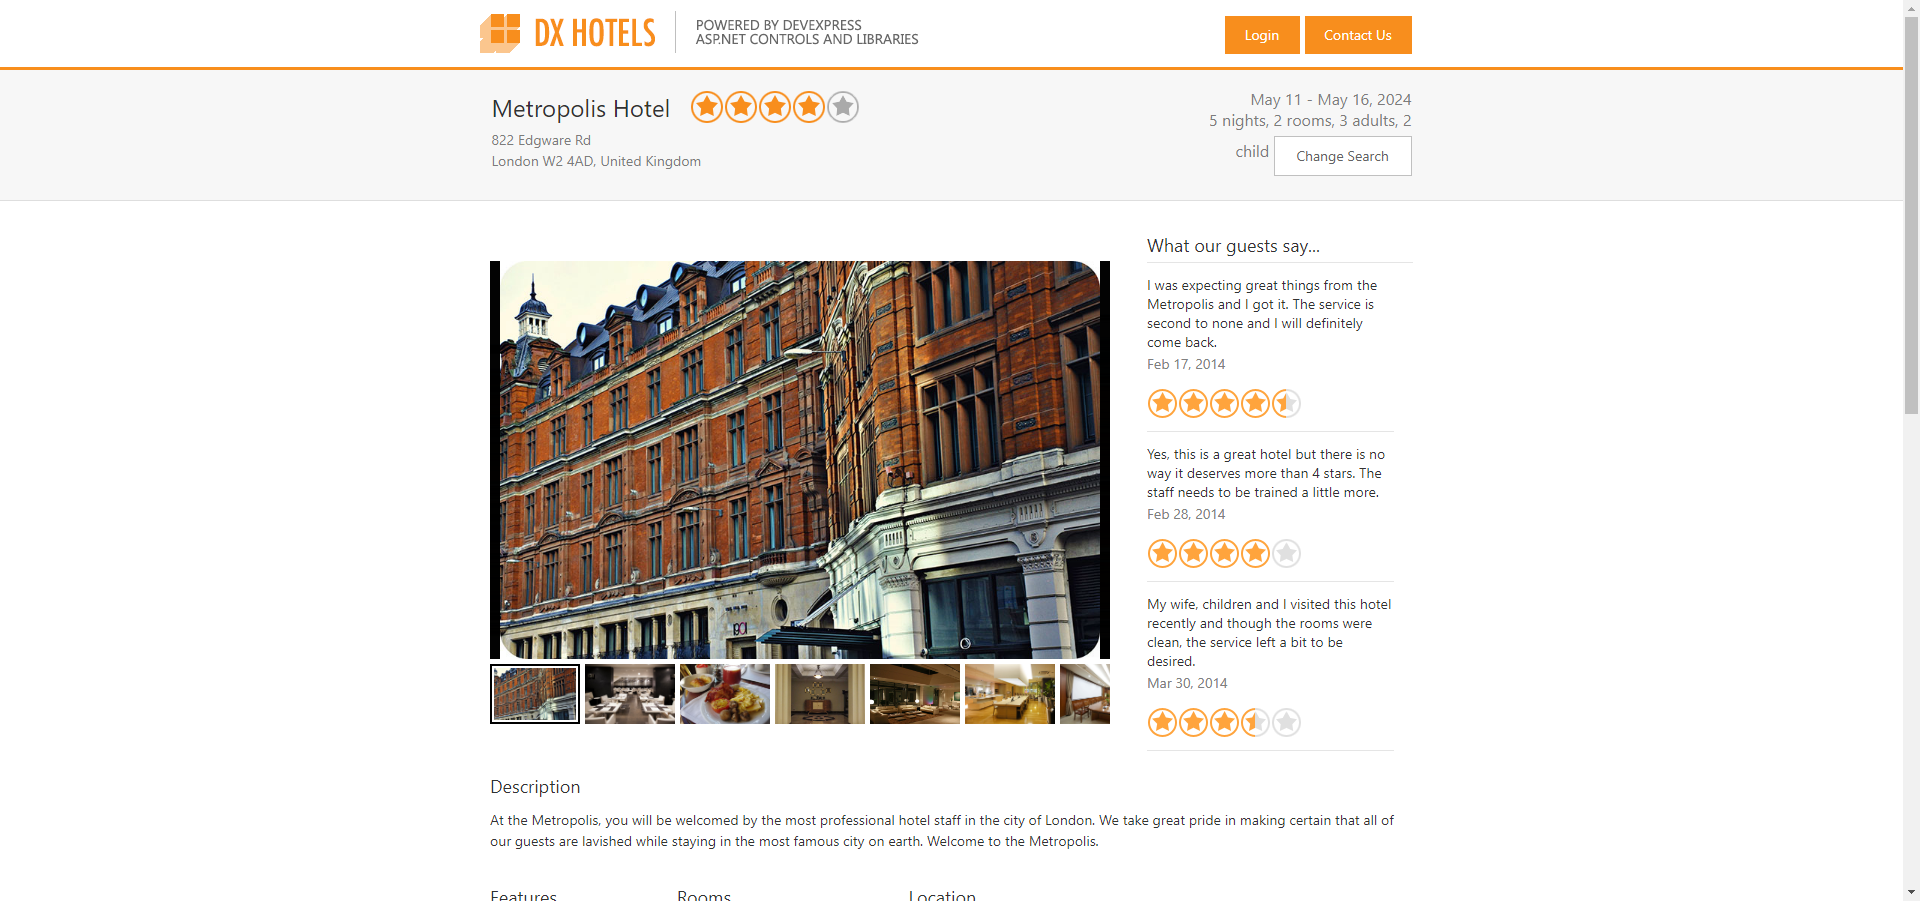 DX HOTELS
POWERED BY DEVEXPRESS
ASP.NET CONTROLS AND LIBRARIES
Login
Contact Us
Metropolis Hotel
822 Edgware Rd
London W2 4AD, United Kingdom
May 11 - May 16, 2024
5 nights, 2 rooms, 3 adults, 2
child
Change Search
What our guests say...
I was expecting great things from the
Metropolis and I got it. The service is
second to none and I will definitely
come back.
Feb 17, 2014
Yes, this is a great hotel but there is no
way it deserves more than 4 stars. The
staff needs to be trained a little more.
Feb 28, 2014
My wife, children and I visited this hotel
recently and though the rooms were
clean, the service left a bit to be
desired.
Mar 30, 2014
Description
At the Metropolis, you will be welcomed by the most professional hotel staff in the city of London. We take great pride in making certain that all of
our guests are lavished while staying in the most famous city on earth. Welcome to the Metropolis.
Features
Rooms
Location